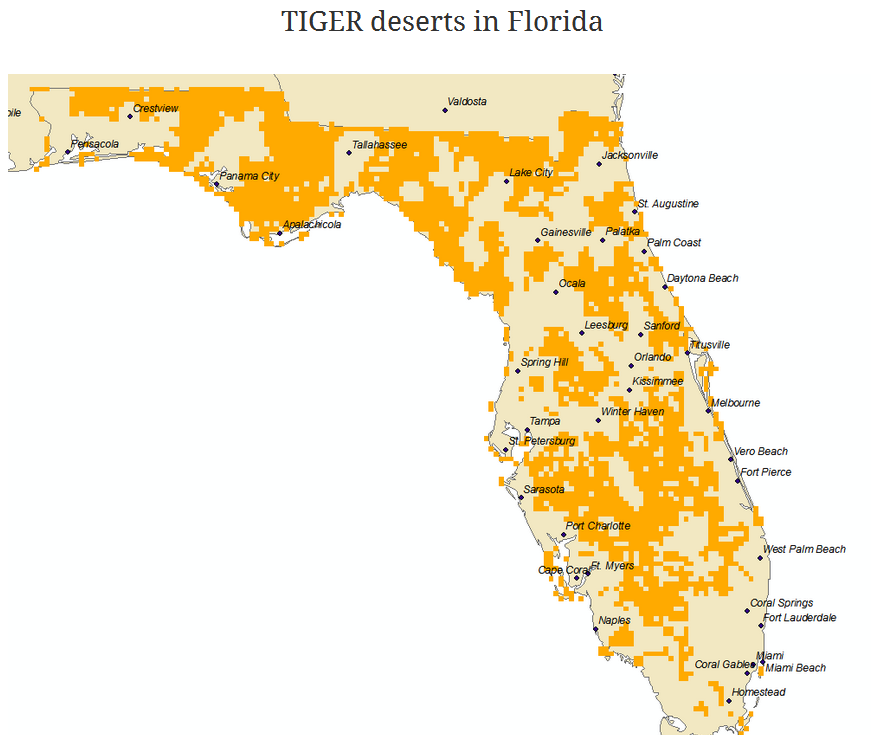 TIGER deserts in Florida
Valdosta
Crestview
bile
Pensacola
Tallahassee
Jacksonville
Lake City
Panama City
St. Augustine
Apalachicola
Gainesville
Palatka
Palm Coast
Daytona Beach
Ocala
Leesburg
Sanford
Titusville
Spring Hill
Orlando
Kissimmee
Melbourne
Winter Haven
Tampa
St. Petersburg
Vero Beach
Fort Pierce
Sarasota
Port Charlotte
West Palm Beach
Cape Coral
Ft. Myers
Coral Springs
Fort Lauderdale
Naples
Miami
Coral Gables
Miami Beach
Homestead